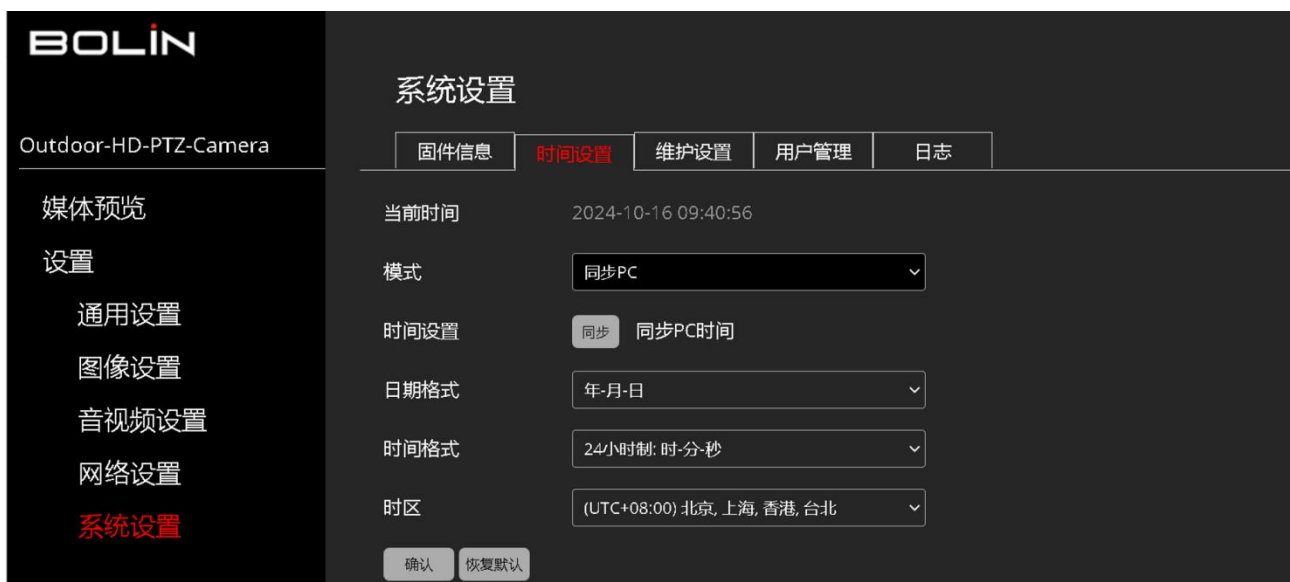 BOLIN
Outdoor-HD-PTZ-Camera
媒体预览
设置
通用设置
图像设置
音视频设置
网络设置
系统设置
系统设置
固件信息 时间设置 维护设置 用户管理 日志
当前时间 2024-10-16 09:40:56
模式 同步PC
时间设置 同步 同步PC时间
日期格式 年-月-日
时间格式 24小时制: 时-分-秒
时区 (UTC+08:00) 北京, 上海, 香港, 台北
确认 恢复默认